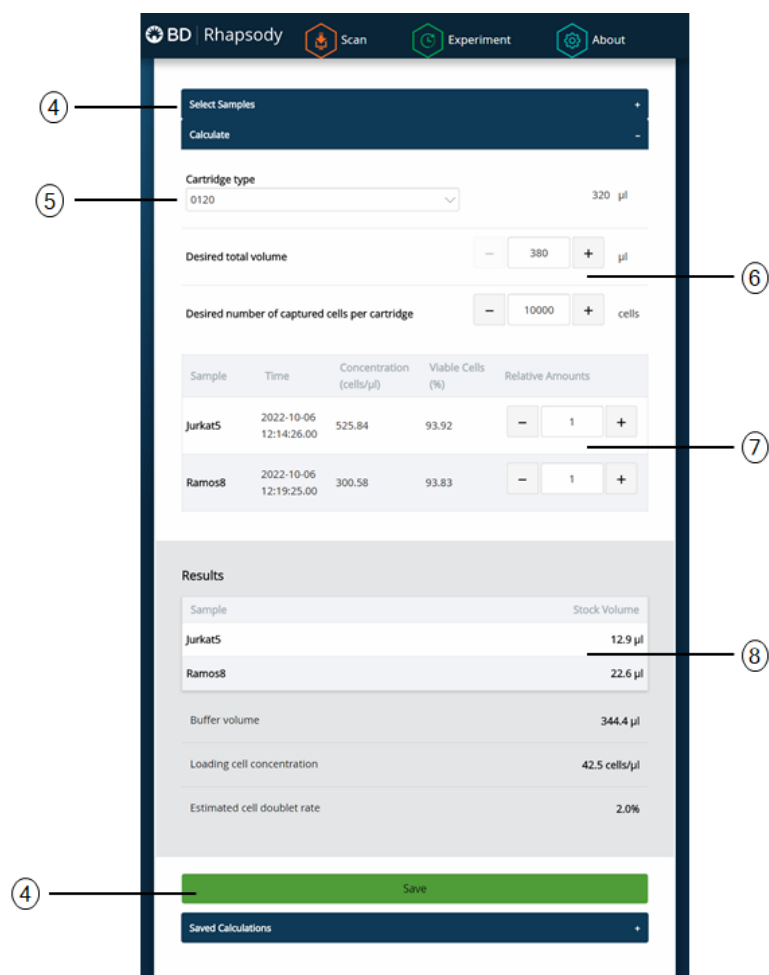 BD Rhapsody Scan Experiment About
④ Select Samples +
Calculate –
Cartridge type
⑤ 0120 320 µl
Desired total volume – 380 + µl
⑥
Desired number of captured cells per cartridge – 10000 + cells
Sample Time Concentration (cells/µl) Viable Cells (%) Relative Amounts
Jurkat5 2022-10-06 12:14:26.00 525.84 93.92 – 1 +
⑦
Ramos8 2022-10-06 12:19:25.00 300.58 93.83 – 1 +
Results
Sample Stock Volume
Jurkat5 12.9 µl
⑧
Ramos8 22.6 µl
Buffer volume 344.4 µl
Loading cell concentration 42.5 cells/µl
Estimated cell doublet rate 2.0%
④ Save
Saved Calculations +